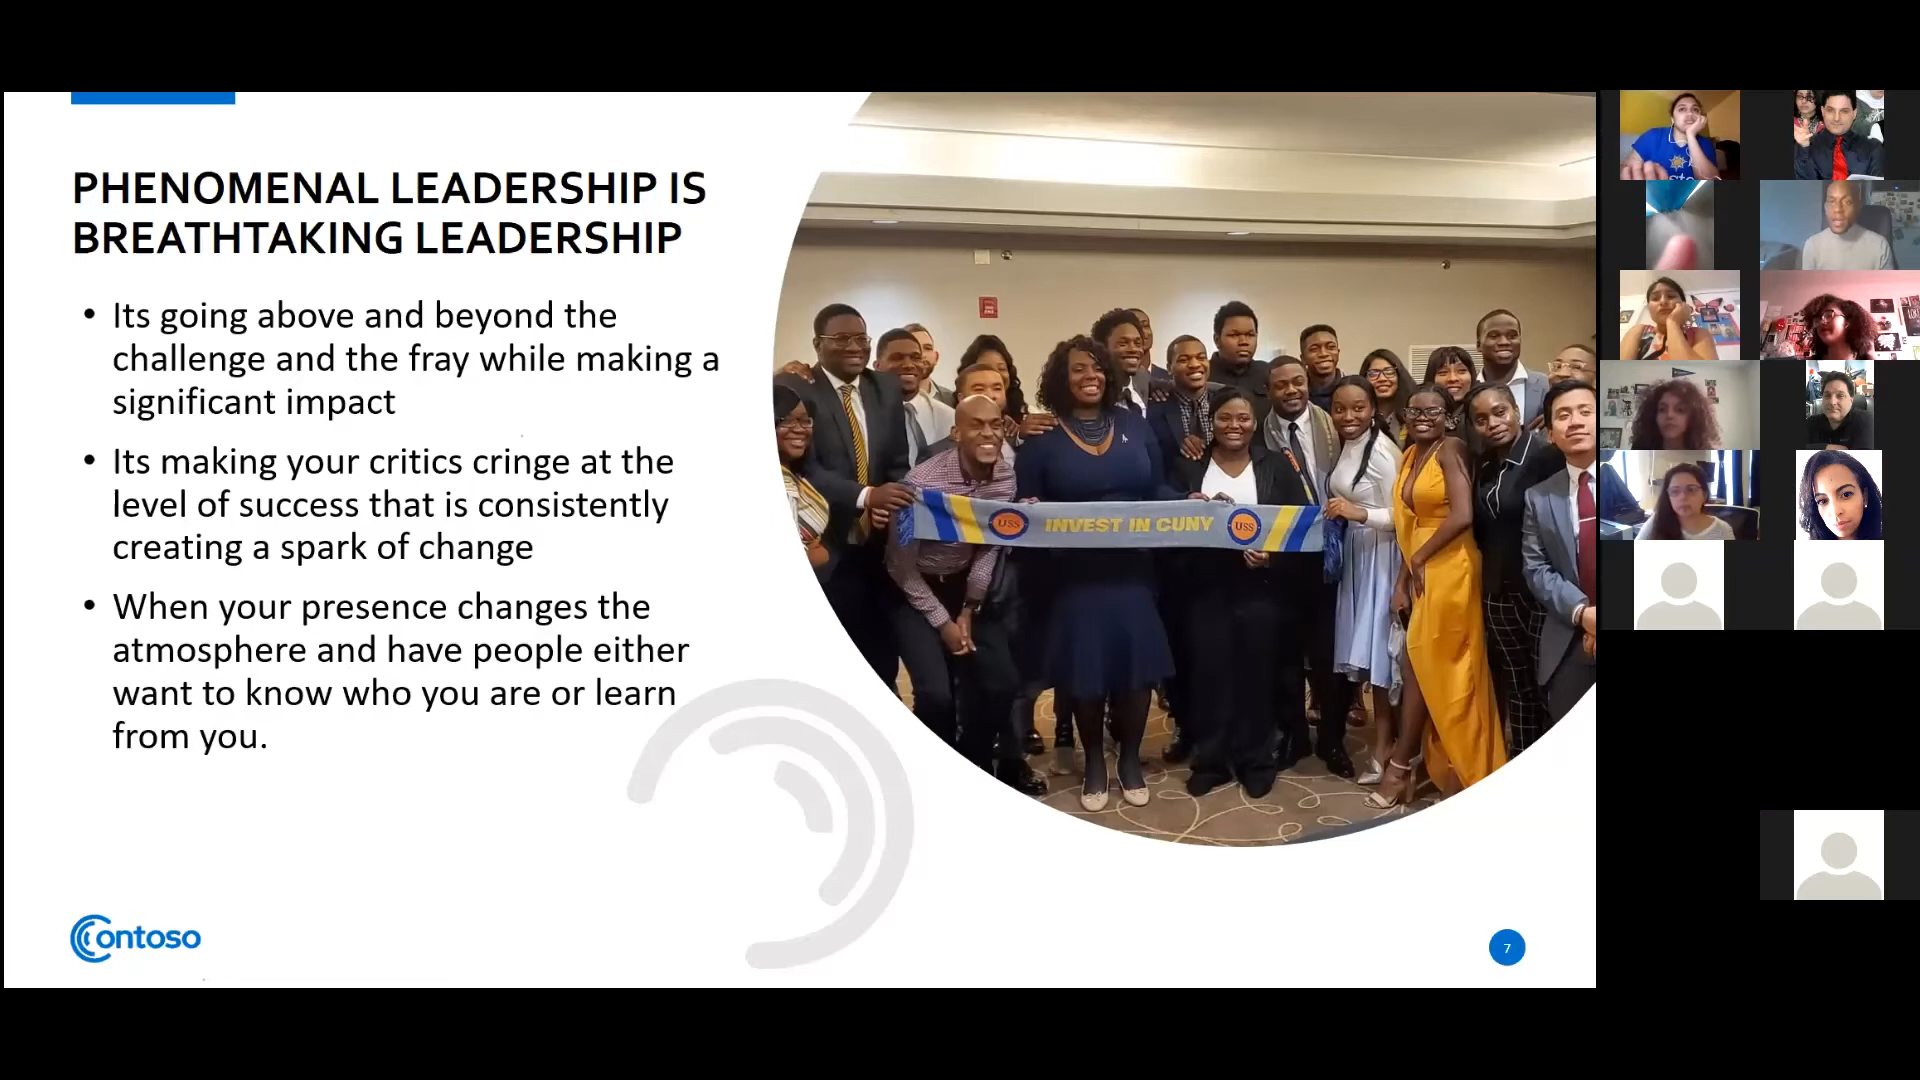 PHENOMENAL LEADERSHIP IS
BREATHTAKING LEADERSHIP
• Its going above and beyond the
challenge and the fray while making a
significant impact
• Its making your critics cringe at the
level of success that is consistently
creating a spark of change
• When your presence changes the
atmosphere and have people either
want to know who you are or learn
from you.
USS INVEST IN CUNY USS
Contoso
7